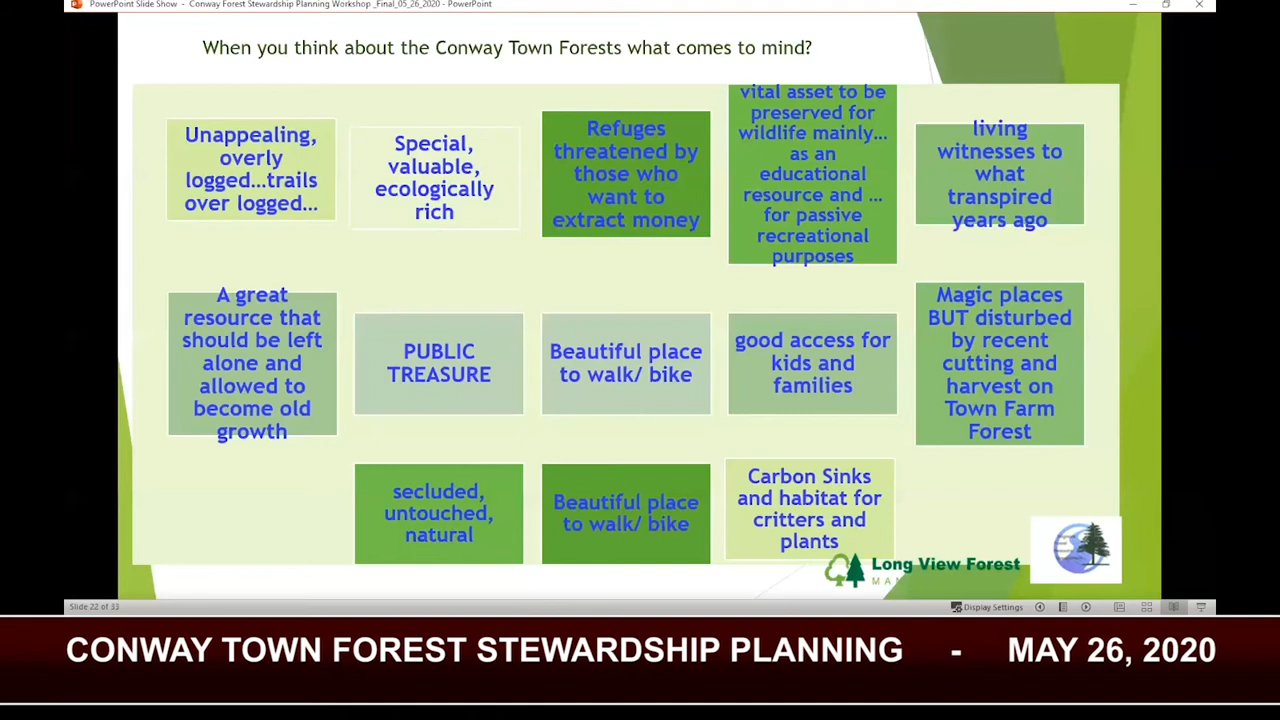 PowerPoint Slide Show - Conway Forest Stewardship Planning Workshop _Final_05_26_2020 - PowerPoint
When you think about the Conway Town Forests what comes to mind?
Unappealing,
overly
logged...trails
over logged...
Special,
valuable,
ecologically
rich
Refuges
threatened by
those who
want to
extract money
vital asset to be
preserved for
wildlife mainly...
as an
educational
resource and ...
for passive
recreational
purposes
living
witnesses to
what
transpired
years ago
A great
resource that
should be left
alone and
allowed to
become old
growth
PUBLIC
TREASURE
Beautiful place
to walk/ bike
good access for
kids and
families
Magic places
BUT disturbed
by recent
cutting and
harvest on
Town Farm
Forest
secluded,
untouched,
natural
Beautiful place
to walk/ bike
Carbon Sinks
and habitat for
critters and
plants
Long View Forest
Slide 22 of 33
Display Settings
CONWAY TOWN FOREST STEWARDSHIP PLANNING - MAY 26, 2020